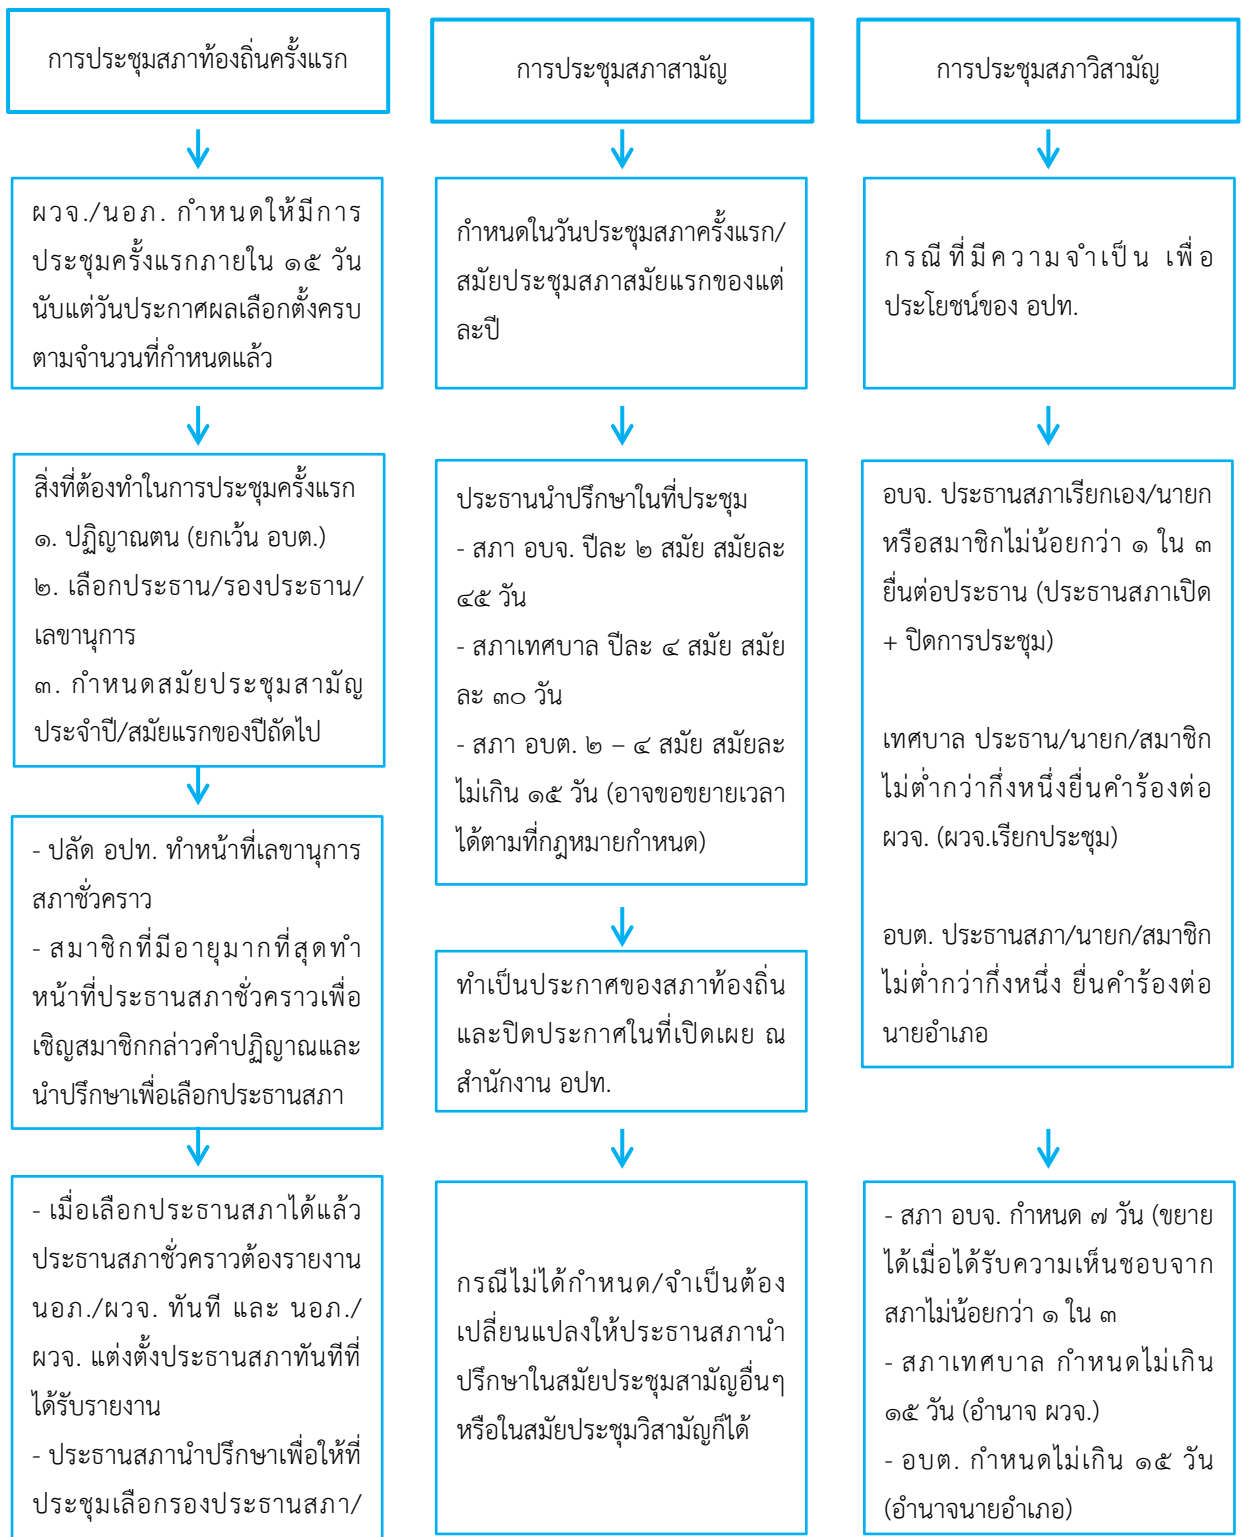 การประชุมสภาท้องถิ่นครั้งแรก
ผวจ./นอภ. กำหนดให้มีการ
ประชุมครั้งแรกภายใน ๑๕ วัน
นับแต่วันประกาศผลเลือกตั้งครบ
ตามจำนวนที่กำหนดแล้ว
สิ่งที่ต้องทำในการประชุมครั้งแรก
๑. ปฏิญาณตน (ยกเว้น อบต.)
๒. เลือกประธาน/รองประธาน/
เลขานุการ
๓. กำหนดสมัยประชุมสามัญ
ประจำปี/สมัยแรกของปีถัดไป
- ปลัด อปท. ทำหน้าที่เลขานุการ
สภาชั่วคราว
- สมาชิกที่มีอายุมากที่สุดทำ
หน้าที่ประธานสภาชั่วคราวเพื่อ
เชิญสมาชิกกล่าวคำปฏิญาณและ
นำปรึกษาเพื่อเลือกประธานสภา
- เมื่อเลือกประธานสภาได้แล้ว
ประธานสภาชั่วคราวต้องรายงาน
นอภ./ผวจ. ทันที และ นอภ./
ผวจ. แต่งตั้งประธานสภาทันทีที่
ได้รับรายงาน
- ประธานสภานำปรึกษาเพื่อให้ที่
ประชุมเลือกรองประธานสภา/
การประชุมสภาสามัญ
กำหนดในวันประชุมสภาครั้งแรก/
สมัยประชุมสภาสมัยแรกของแต่
ละปี
ประธานนำปรึกษาในที่ประชุม
- สภา อบจ. ปีละ ๒ สมัย สมัยละ
๔๕ วัน
- สภาเทศบาล ปีละ ๔ สมัย สมัย
ละ ๓๐ วัน
- สภา อบต. ๒ – ๔ สมัย สมัยละ
ไม่เกิน ๑๕ วัน (อาจขอขยายเวลา
ได้ตามที่กฎหมายกำหนด)
ทำเป็นประกาศของสภาท้องถิ่น
และปิดประกาศในที่เปิดเผย ณ
สำนักงาน อปท.
กรณีไม่ได้กำหนด/จำเป็นต้อง
เปลี่ยนแปลงให้ประธานสภานำ
ปรึกษาในสมัยประชุมสามัญอื่นๆ
หรือในสมัยประชุมวิสามัญก็ได้
การประชุมสภาวิสามัญ
กรณีที่มีความจำเป็น เพื่อ
ประโยชน์ของ อปท.
อบจ. ประธานสภาเรียกเอง/นายก
หรือสมาชิกไม่น้อยกว่า ๑ ใน ๓
ยื่นต่อประธาน (ประธานสภาเปิด
+ ปิดการประชุม)
เทศบาล ประธาน/นายก/สมาชิก
ไม่ต่ำกว่ากึ่งหนึ่งยื่นคำร้องต่อ
ผวจ. (ผวจ.เรียกประชุม)
อบต. ประธานสภา/นายก/สมาชิก
ไม่ต่ำกว่ากึ่งหนึ่ง ยื่นคำร้องต่อ
นายอำเภอ
- สภา อบจ. กำหนด ๗ วัน (ขยาย
ได้เมื่อได้รับความเห็นชอบจาก
สภาไม่น้อยกว่า ๑ ใน ๓
- สภาเทศบาล กำหนดไม่เกิน
๑๕ วัน (อำนาจ ผวจ.)
- อบต. กำหนดไม่เกิน ๑๕ วัน
(อำนาจนายอำเภอ)